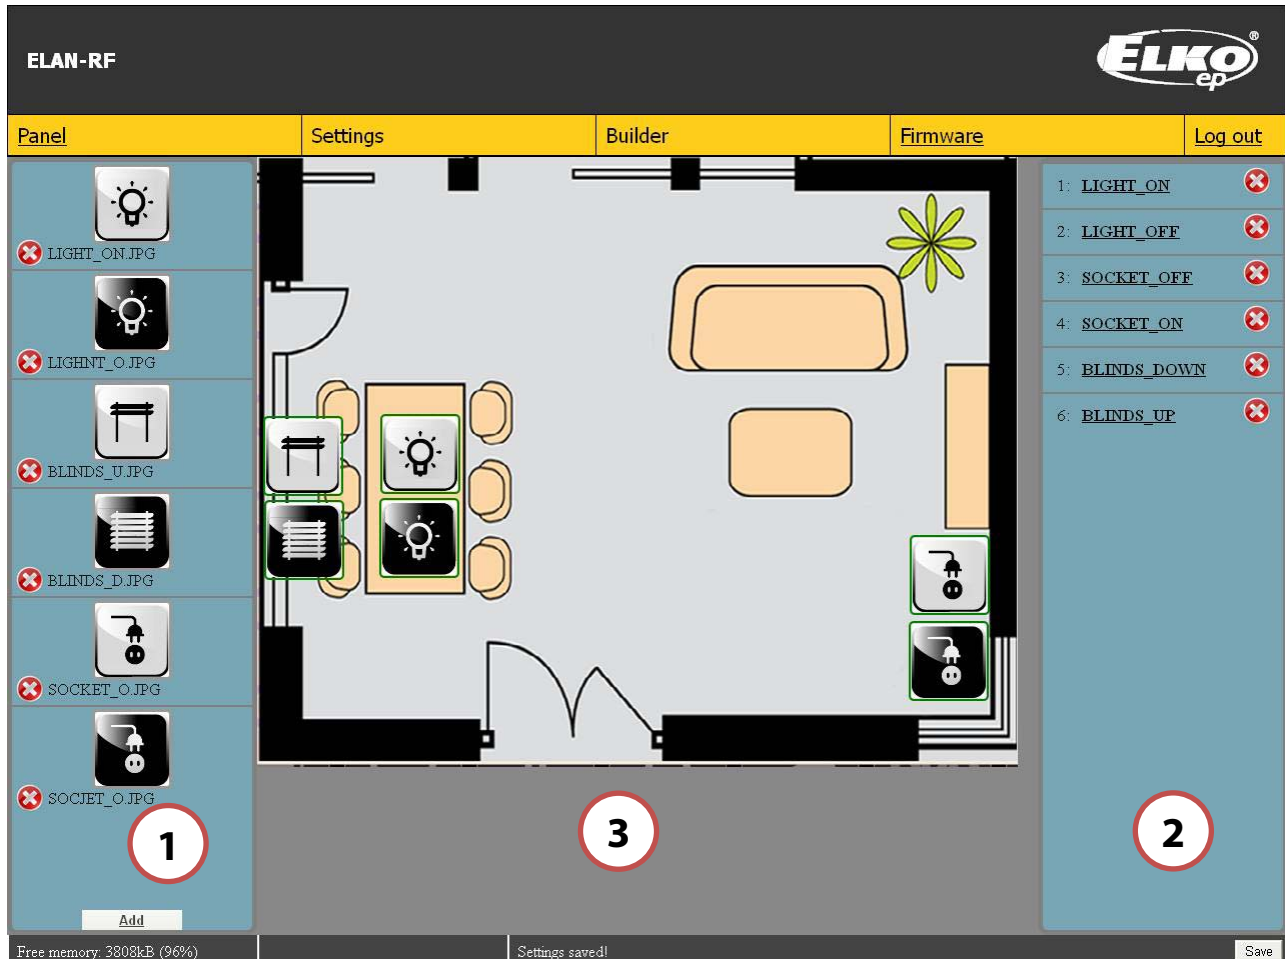 ELAN-RF
ELKO ep ®
Panel
Settings
Builder
Firmware
Log out
LIGHT_ON.JPG
LIGHNT_O.JPG
BLINDS_U.JPG
BLINDS_D.JPG
SOCKET_O.JPG
SOCJET_O.JPG
1
Add
3
1: LIGHT_ON
2: LIGHT_OFF
3: SOCKET_OFF
4: SOCKET_ON
5: BLINDS_DOWN
6: BLINDS_UP
2
Free memory: 3808kB (96%)
Settings saved!
Save